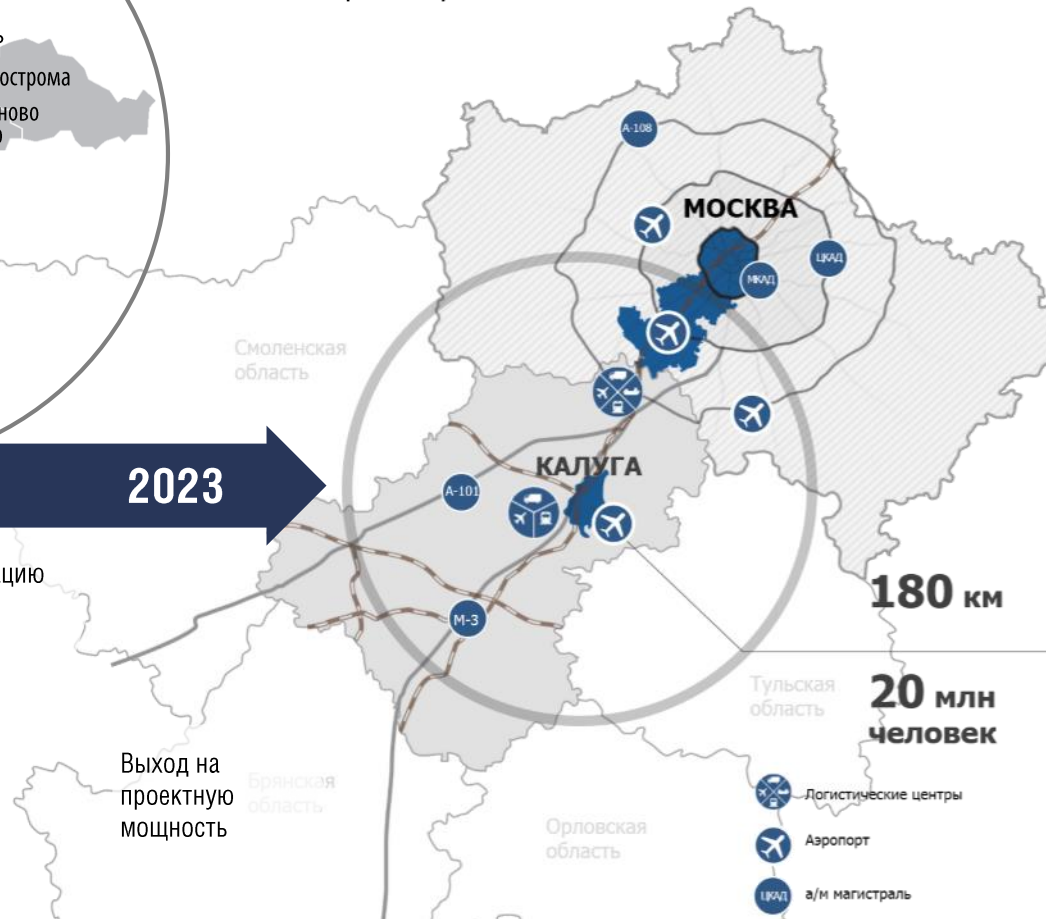 острома
ново
А-108
МОСКВА
ЦКАД
МКАД
Смоленская
область
КАЛУГА
2023
А-101
цию
180 км
М-3
Тульская
область
20 млн
человек
Выход на
проектную
мощность
Брянская
область
Логистические центры
Орловская
область
Аэропорт
ЦКАД
а/м магистраль